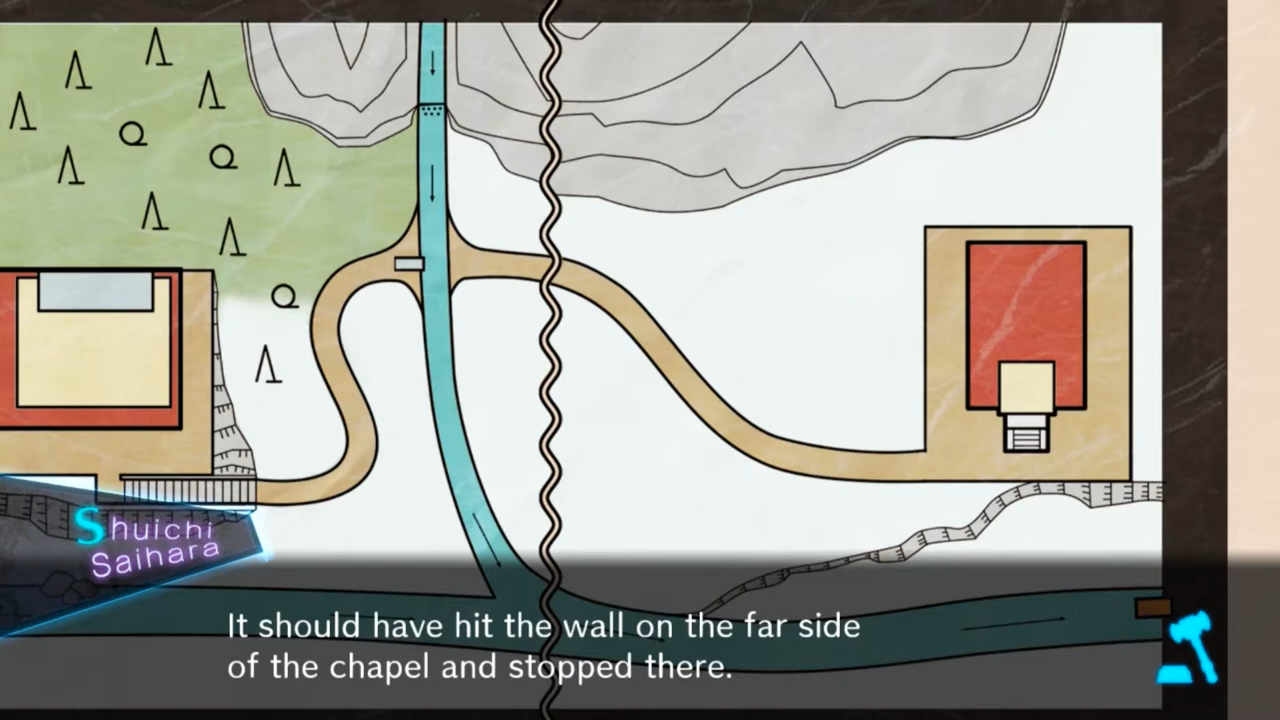 Shuichi
Saihara
It should have hit the wall on the far side
of the chapel and stopped there.